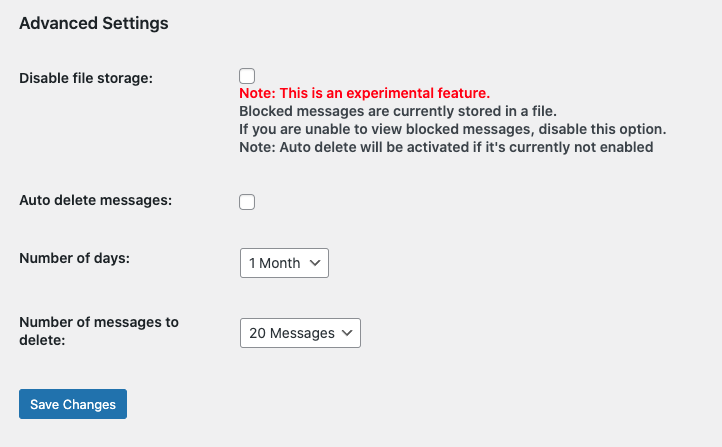 Advanced Settings
Disable file storage:
Note: This is an experimental feature.
Blocked messages are currently stored in a file.
If you are unable to view blocked messages, disable this option.
Note: Auto delete will be activated if it's currently not enabled
Auto delete messages:
Number of days:
1 Month
Number of messages to
delete:
20 Messages
Save Changes